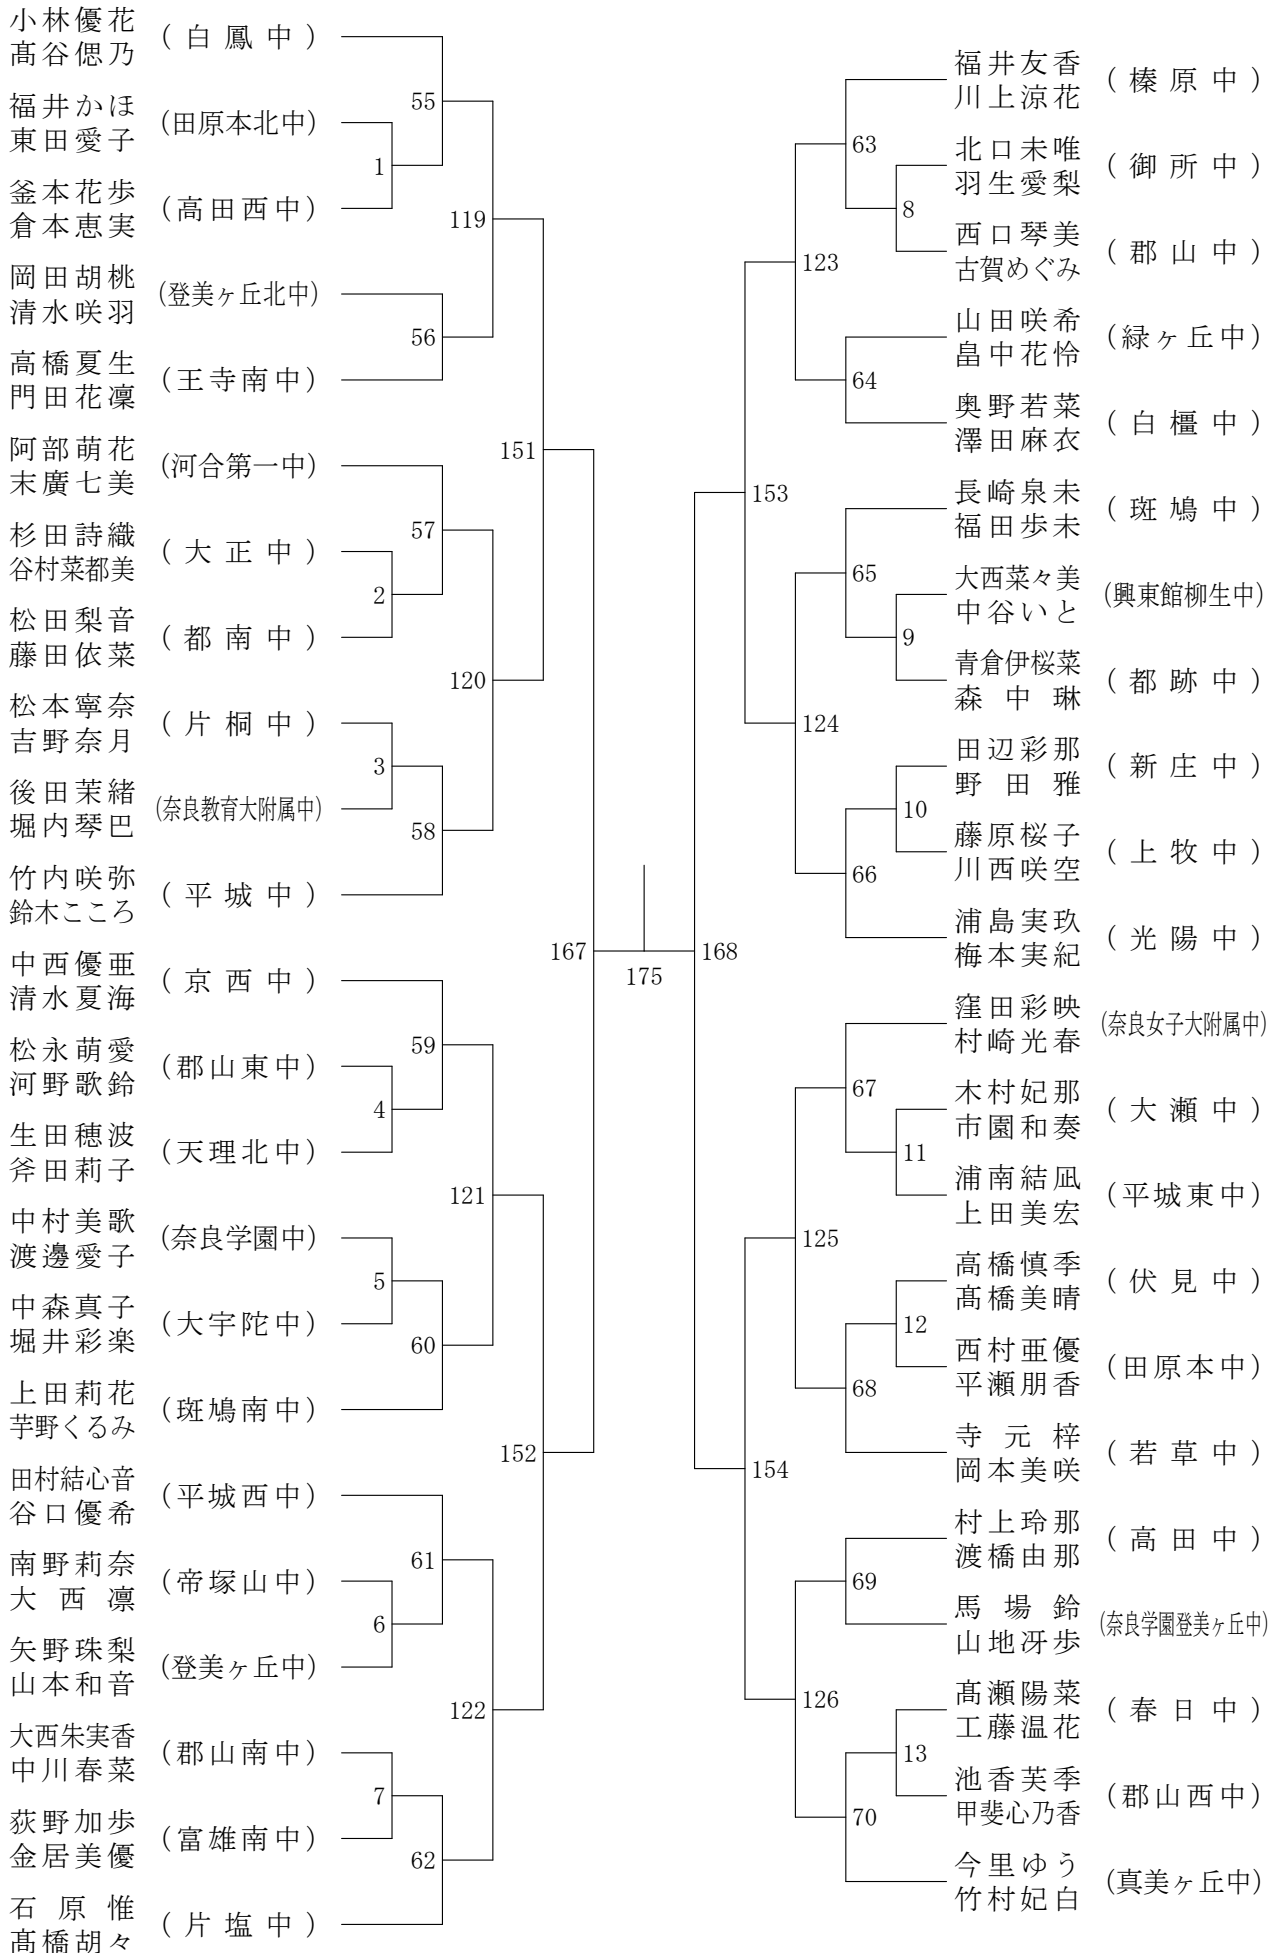 小林優花
髙谷偲乃
(白鳳中)
福井かほ
東田愛子
(田原本北中)
釜本花歩
倉本恵実
(高田西中)
岡田胡桃
清水咲羽
(登美ヶ丘北中)
高橋夏生
門田花凜
(王寺南中)
阿部萌花
末廣七美
(河合第一中)
杉田詩織
谷村菜都美
(大正中)
松田梨音
藤田依菜
(都南中)
松本寧奈
吉野奈月
(片桐中)
後田茉緒
堀内琴巴
(奈良教育大附属中)
竹内咲弥
鈴木こころ
(平城中)
中西優亜
清水夏海
(京西中)
松永萌愛
河野歌鈴
(郡山東中)
生田穂波
斧田莉子
(天理北中)
中村美歌
渡邊愛子
(奈良学園中)
中森真子
堀井彩楽
(大宇陀中)
上田莉花
芋野くるみ
(斑鳩南中)
田村結心音
谷口優希
(平城西中)
南野莉奈
大西凛
(帝塚山中)
矢野珠梨
山本和音
(登美ヶ丘中)
大西朱実香
中川春菜
(郡山南中)
荻野加歩
金居美優
(富雄南中)
石原惟
髙橋胡々
(片塩中)
1
2
3
4
5
6
7
55
56
57
58
59
60
61
62
119
120
121
122
151
152
167
175
168
153
154
123
124
125
126
63
64
65
66
67
68
69
70
8
9
10
11
12
13
福井友香
川上涼花
(榛原中)
北口未唯
羽生愛梨
(御所中)
西口琴美
古賀めぐみ
(郡山中)
山田咲希
畠中花怜
(緑ヶ丘中)
奥野若菜
澤田麻衣
(白橿中)
長崎泉未
福田歩未
(斑鳩中)
大西菜々美
中谷いと
(興東館柳生中)
青倉伊桜菜
森中琳
(都跡中)
田辺彩那
野田雅
(新庄中)
藤原桜子
川西咲空
(上牧中)
浦島実玖
梅本実紀
(光陽中)
窪田彩映
村崎光春
(奈良女子大附属中)
木村妃那
市園和奏
(大瀬中)
浦南結凪
上田美宏
(平城東中)
高橋慎季
髙橋美晴
(伏見中)
西村亜優
平瀬朋香
(田原本中)
寺元梓
岡本美咲
(若草中)
村上玲那
渡橋由那
(高田中)
馬場鈴
山地冴歩
(奈良学園登美ヶ丘中)
髙瀬陽菜
工藤温花
(春日中)
池香芙季
甲斐心乃香
(郡山西中)
今里ゆう
竹村妃白
(真美ヶ丘中)